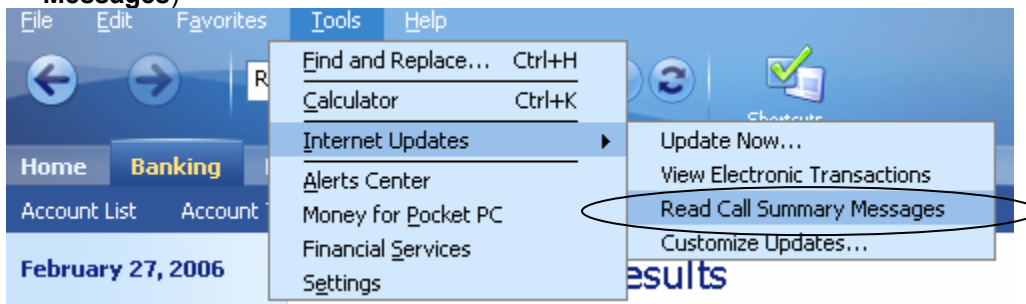 Messages)
File Edit Favorites Tools Help
Find and Replace... Ctrl+H
R
Calculator Ctrl+K
Internet Updates
Update Now...
Home Banking
View Electronic Transactions
Alerts Center
Account List Account
Money for Pocket PC
Read Call Summary Messages
Financial Services
Customize Updates...
February 27, 2006
esults
Settings